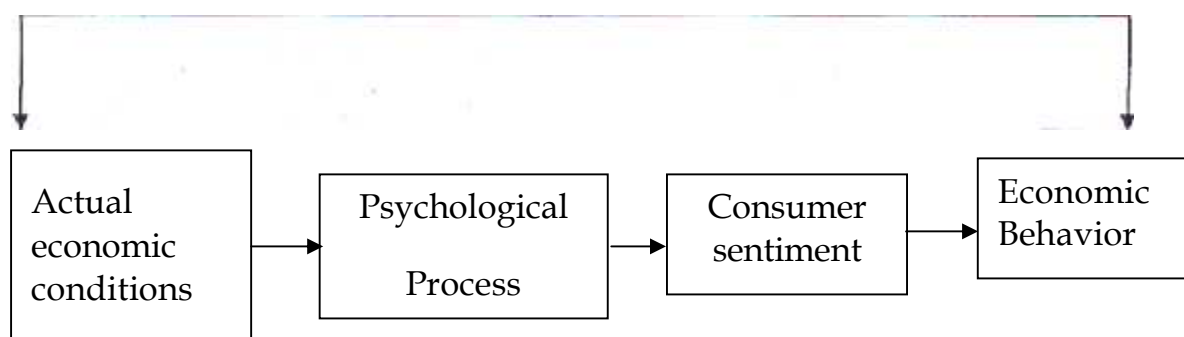 Actual
economic
conditions
Psychological
Process
Consumer
sentiment
Economic
Behavior